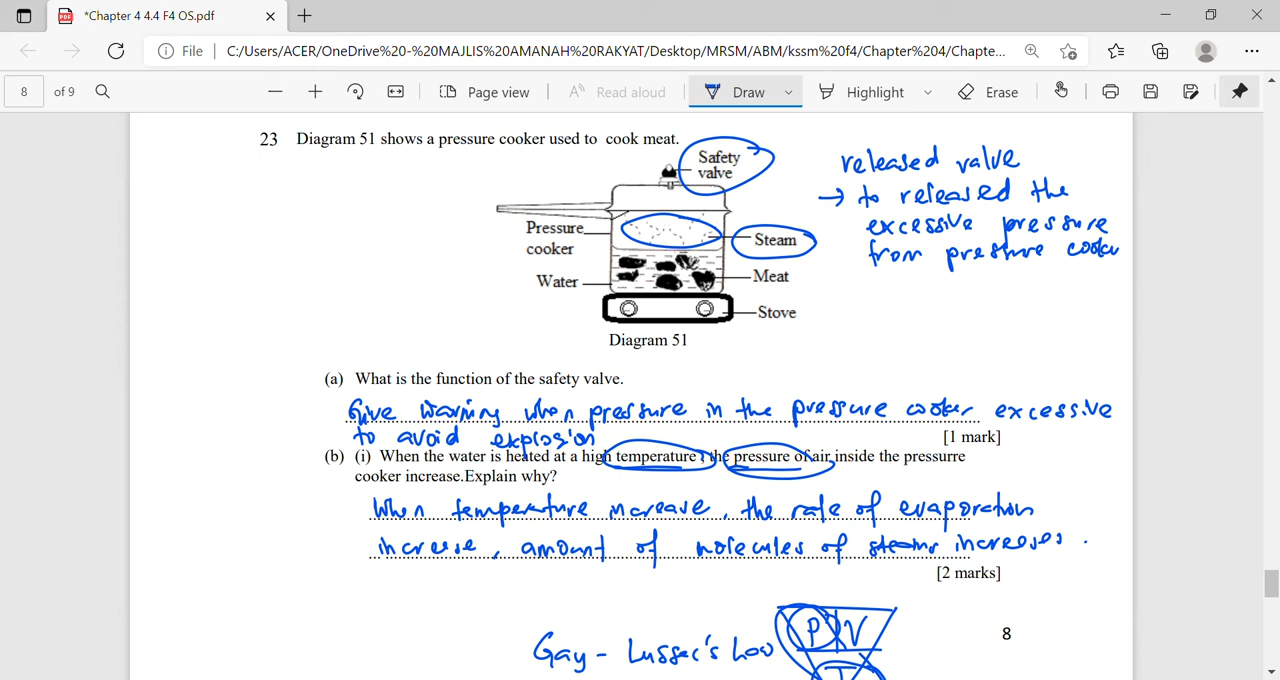 *Chapter 4 4.4 F4 OS.pdf
File C:/Users/ACER/OneDrive%20-%20MAJLIS%20AMANAH%20RAKYAT/Desktop/MRSM/ABM/kssm%20f4/Chapter%204/Chapte...
8 of 9 Page view Read aloud Draw Highlight Erase
23 Diagram 51 shows a pressure cooker used to cook meat.
Safety
valve
Pressure
cooker
Steam
Water
Meat
Stove
Diagram 51
released valve
→ to released the
excessive pressure
from pressure cooker
(a) What is the function of the safety valve.
Give warning when pressure in the pressure cooker excessive
to avoid explosion
[1 mark]
(b) (i) When the water is heated at a high temperature , the pressure of air inside the pressurre
cooker increase.Explain why?
When temperature increase, the rate of evaporation
increase, amount of molecules of steams increases.
[2 marks]
8
Gay - Lussac's Law
P V
T